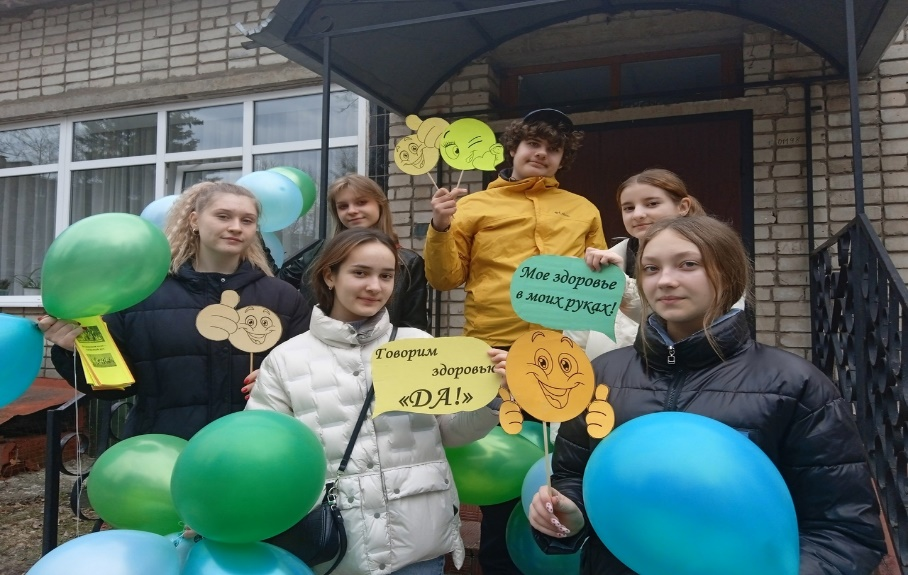 Мое здоровье
в моих руках!
Говорим
здоровью
«ДА!»